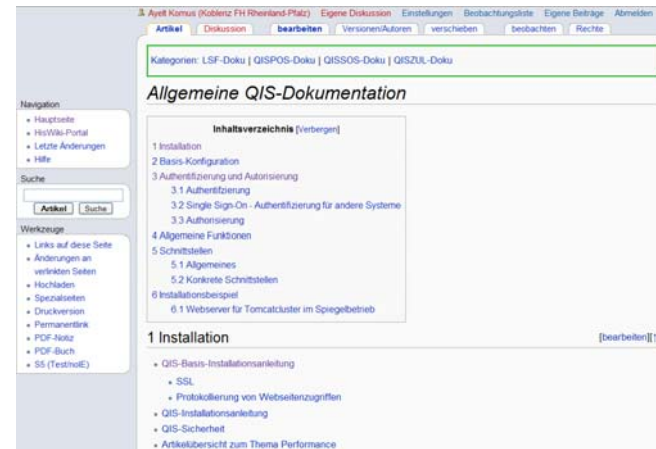 Ayelt Komus (Koblenz FH Rheinland-Pfalz) Eigene Diskussion Einstellungen Beobachtungsliste Eigene Beiträge Abmelden
Artikel Diskussion bearbeiten Versionen/Autoren verschieben beobachten Rechte
Kategorien: LSF-Doku | QISPOS-Doku | QISSOS-Doku | QISZUL-Doku
Allgemeine QIS-Dokumentation
Navigation
Hauptseite
HisWiki-Portal
Letzte Änderungen
Hilfe
Suche
Artikel Suche
Werkzeuge
Links auf diese Seite
Änderungen an
verlinkten Seiten
Hochladen
Spezialseiten
Druckversion
Permanentlink
PDF-Notiz
PDF-Buch
S5 (Test/notE)
Inhaltsverzeichnis [Verbergen]
1 Installation
2 Basis-Konfiguration
3 Authentifizierung und Autorisierung
3.1 Authentifzierung
3.2 Single Sign-On - Authentifizierung für andere Systeme
3.3 Authorisierung
4 Allgemeine Funktionen
5 Schnittstellen
5.1 Allgemeines
5.2 Konkrete Schnittstellen
6 Installationsbeispiel
6.1 Webserver für Tomcatcluster im Spiegelbetrieb
1 Installation [bearbeiten]
QIS-Basis-Installationsanleitung
SSL
Protokollierung von Webseitenzugriffen
QIS-Installationsanleitung
QIS-Sicherheit
Artikelübersicht zum Thema Performance